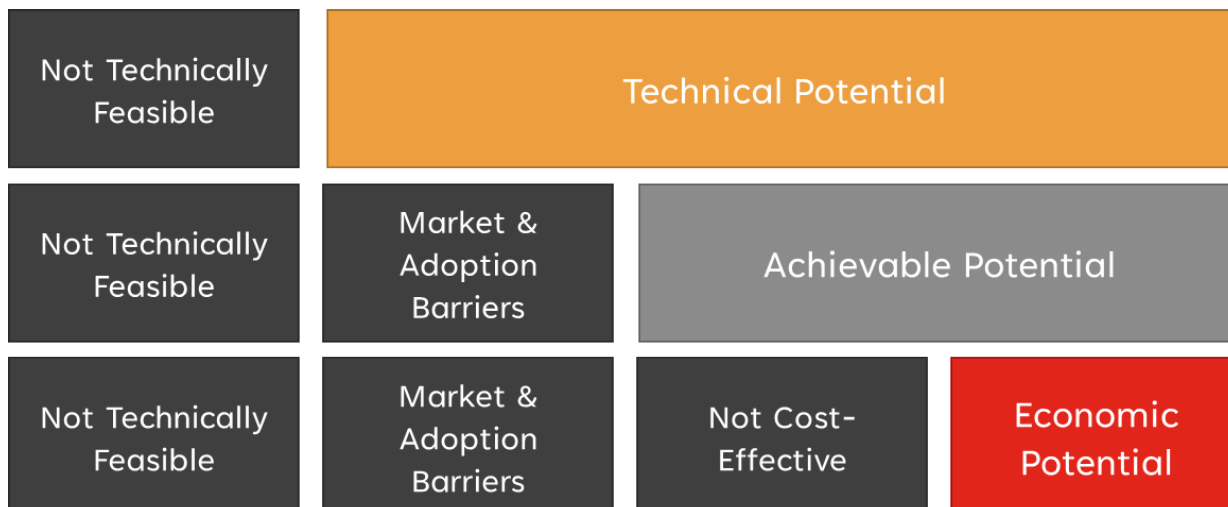 Not Technically
Feasible
Technical Potential
Not Technically
Feasible
Market &
Adoption
Barriers
Achievable Potential
Not Technically
Feasible
Market &
Adoption
Barriers
Not Cost-
Effective
Economic
Potential